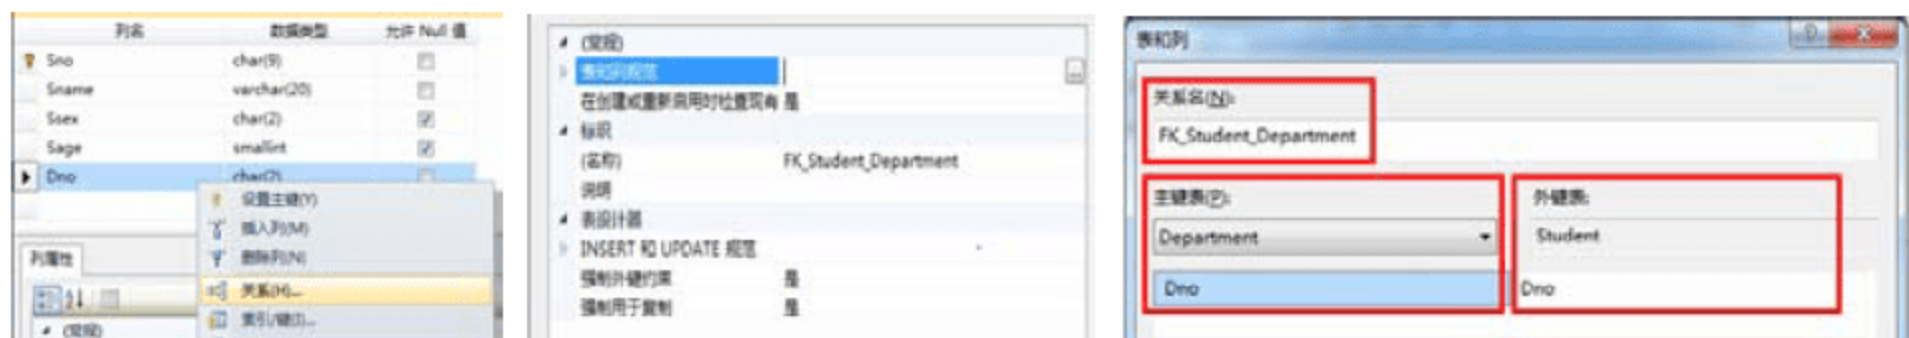 列名 数据类型 允许 Null 值
Sno char(9)
Sname varchar(20)
Ssex char(2)
Sage smallint
Dno char(2)
设置主键(Y)
插入列(M)
删除列(N)
列属性
关系(H)...
索引/键(I)...
(常规)
(常规)
表和列规范
在创建或重新启用时检查现有 是
标识
(名称) FK_Student_Department
说明
表设计器
INSERT 和 UPDATE 规范
强制外键约束 是
强制用于复制 是
表和列
关系名(N):
FK_Student_Department
主键表(P): 外键表:
Department Student
Dno Dno